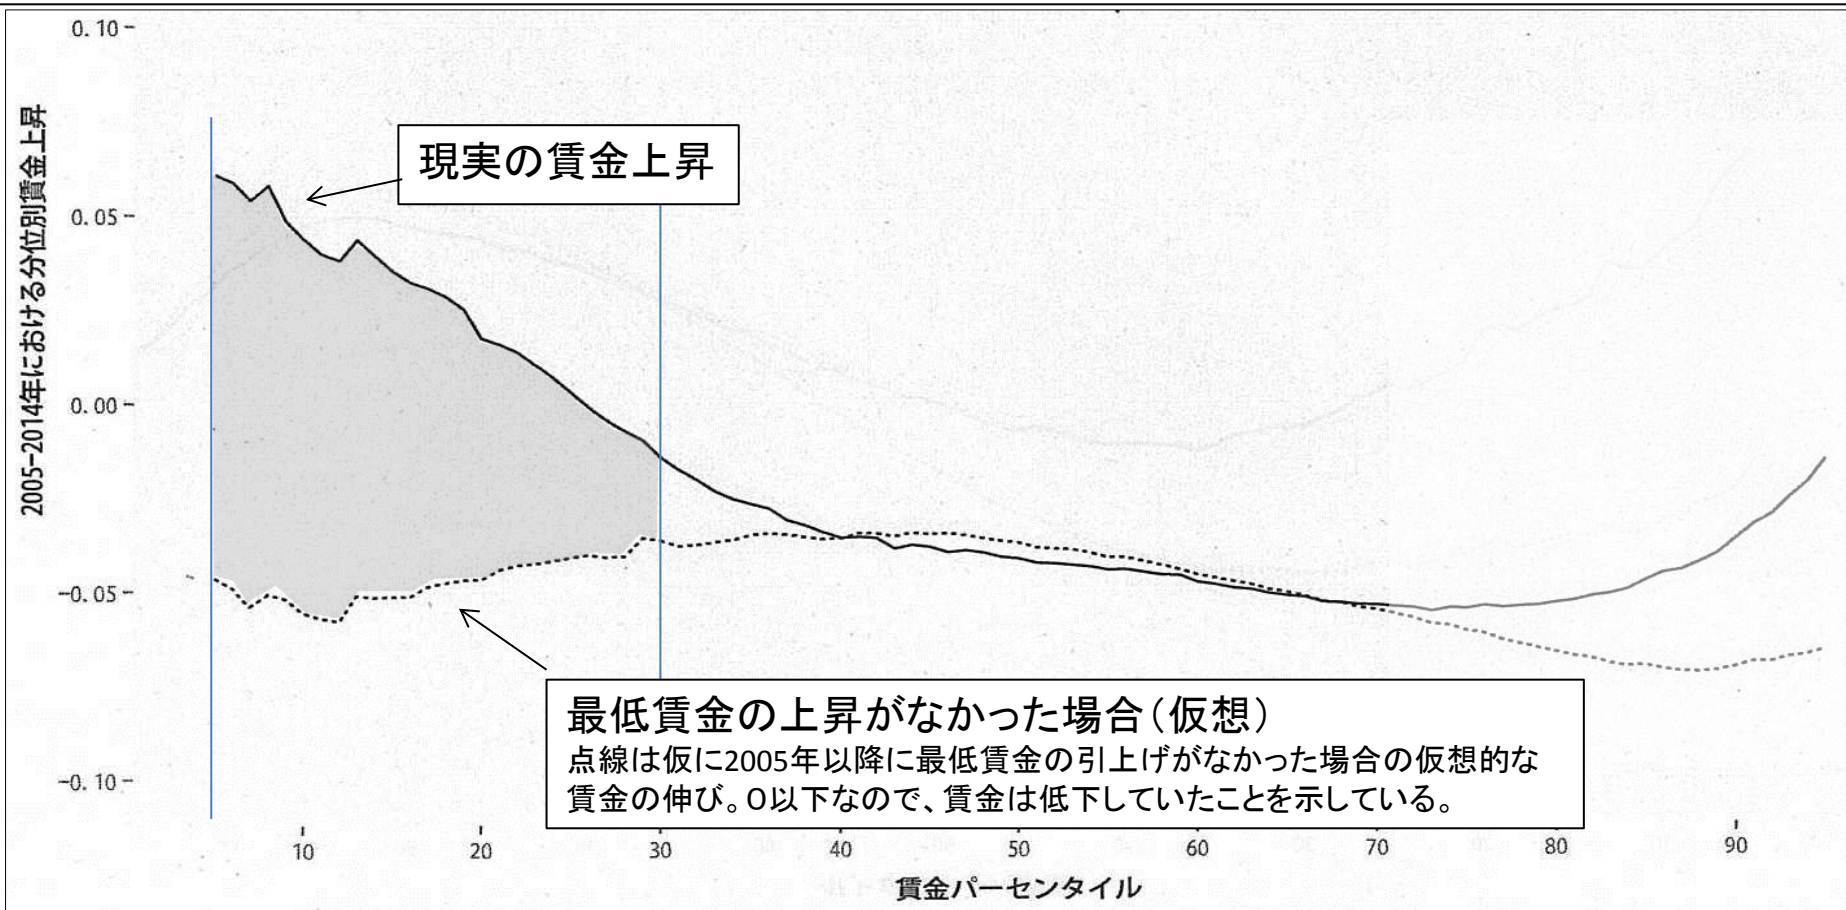 0.10
0.05
0.00
-0.05
-0.10
2005-2014年における分位別賃金上昇
現実の賃金上昇
最低賃金の上昇がなかった場合(仮想)
点線は仮に2005年以降に最低賃金の引上げがなかった場合の仮想的な
賃金の伸び。0以下なので、賃金は低下していたことを示している。
10 20 30 40 50 60 70 80 90
賃金パーセンタイル